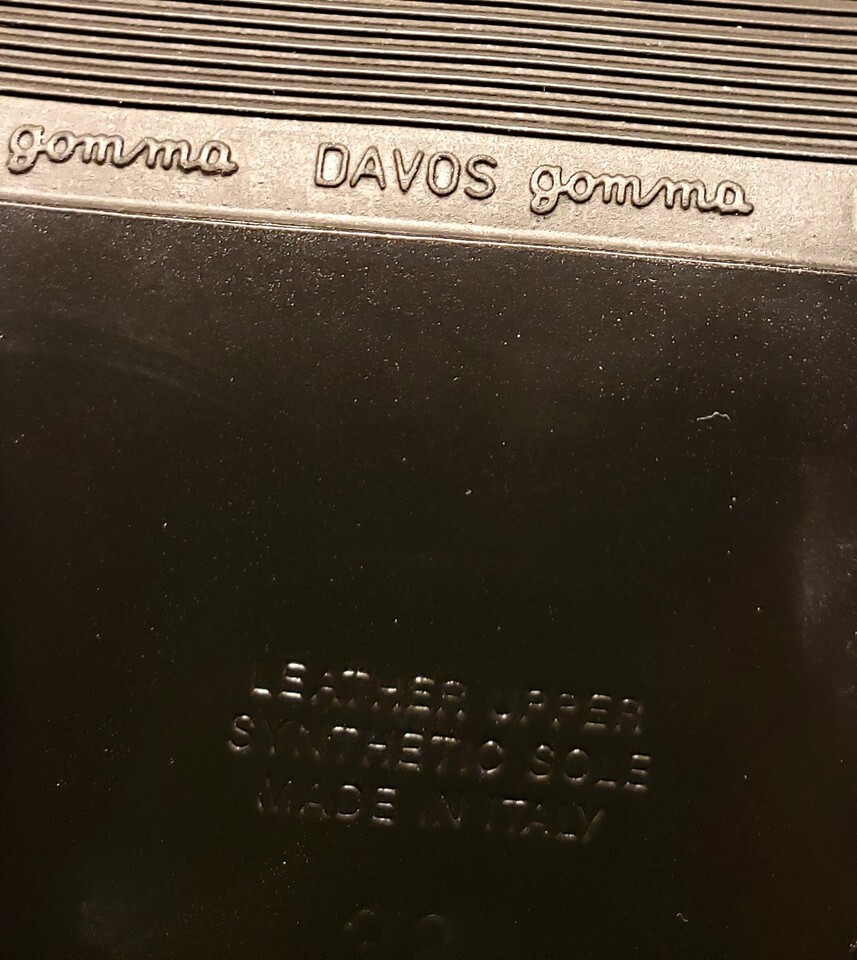 gomma DAVOS gomma
LEATHER UPPER
SYNTHETIC SOLE
MADE IN ITALY